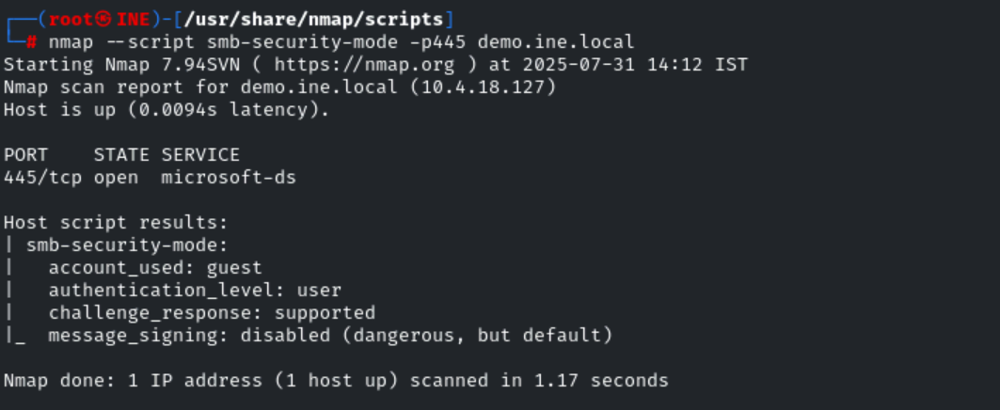 ┌──(root㉿INE)-[/usr/share/nmap/scripts]
└─# nmap --script smb-security-mode -p445 demo.ine.local
Starting Nmap 7.94SVN ( https://nmap.org ) at 2025-07-31 14:12 IST
Nmap scan report for demo.ine.local (10.4.18.127)
Host is up (0.0094s latency).

PORT    STATE SERVICE
445/tcp open  microsoft-ds

Host script results:
| smb-security-mode:
|   account_used: guest
|   authentication_level: user
|   challenge_response: supported
|_  message_signing: disabled (dangerous, but default)

Nmap done: 1 IP address (1 host up) scanned in 1.17 seconds